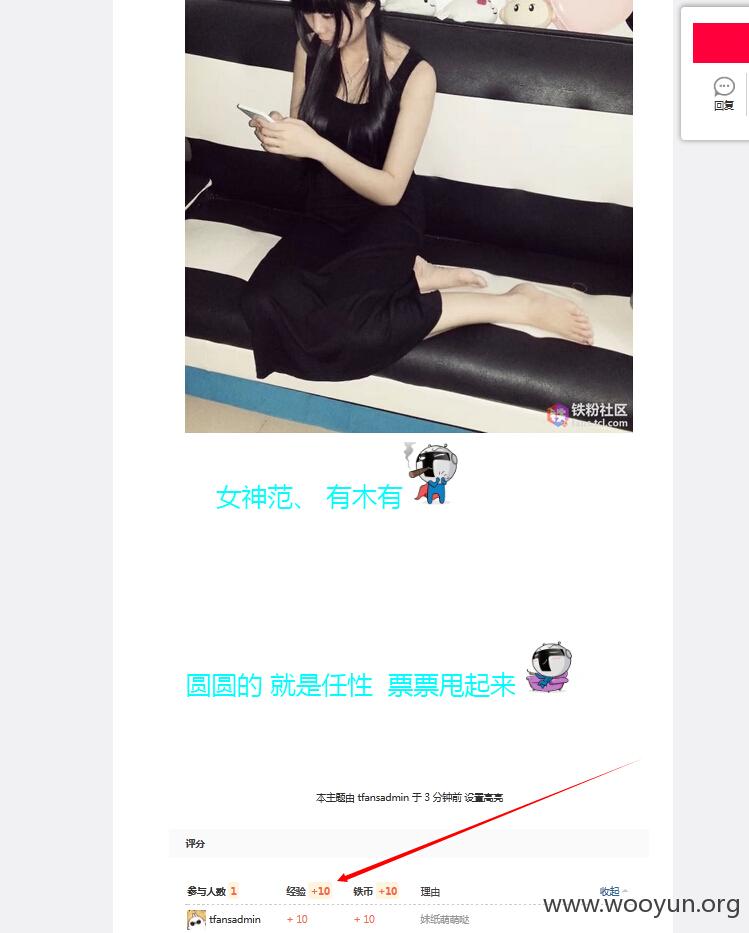 回复
铁粉社区
fans.tcl.com
女神范、 有木有
圆圆的 就是任性 票票甩起来
本主题由 tfansadmin 于 3 分钟前 设置高亮
评分
参与人数 1 经验 +10 铁币 +10 理由 收起
www.wooyun.org
tfansadmin + 10 + 10 妹纸萌萌哒